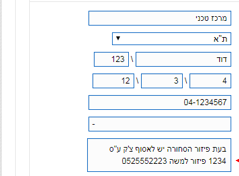 מרכז טכני
ת"א
דוד \ 123
4 \ 3 \ 12
04-1234567
-
בעת פיזור הסחורה יש לאסוף צ'ק ע"ס
1234 פיזור למשה 0525552223